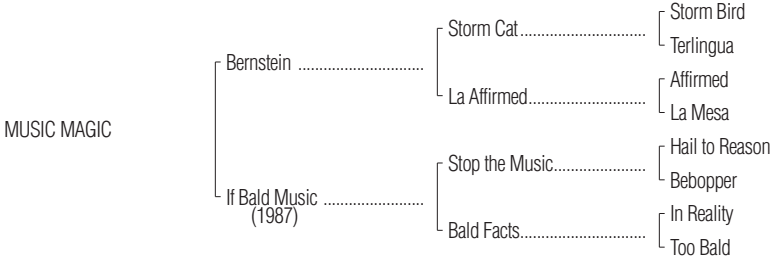 Storm Bird
Storm Cat..............................
Terlingua
Bernstein ..............................
Affirmed
La Affirmed............................
La Mesa
MUSIC MAGIC
Hail to Reason
Stop the Music......................
Bebopper
If Bald Music ........................
(1987)
In Reality
Bald Facts..............................
Too Bald